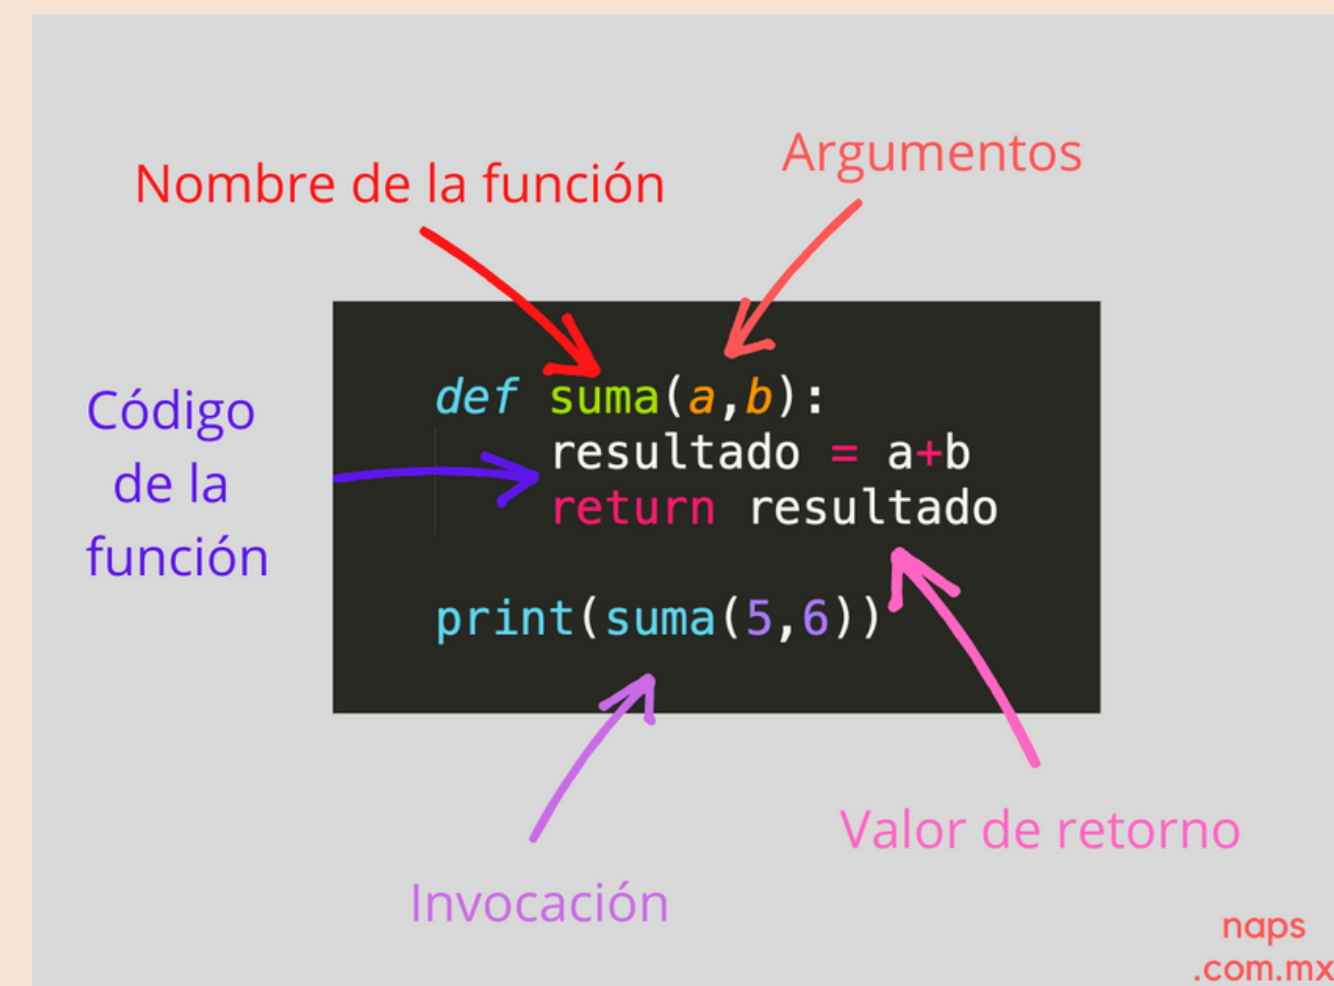 Argumentos
Nombre de la función
Código
de la
función
def suma(a,b):
resultado = a+b
return resultado
print(suma(5,6))
Valor de retorno
Invocación
naps
.com.mx